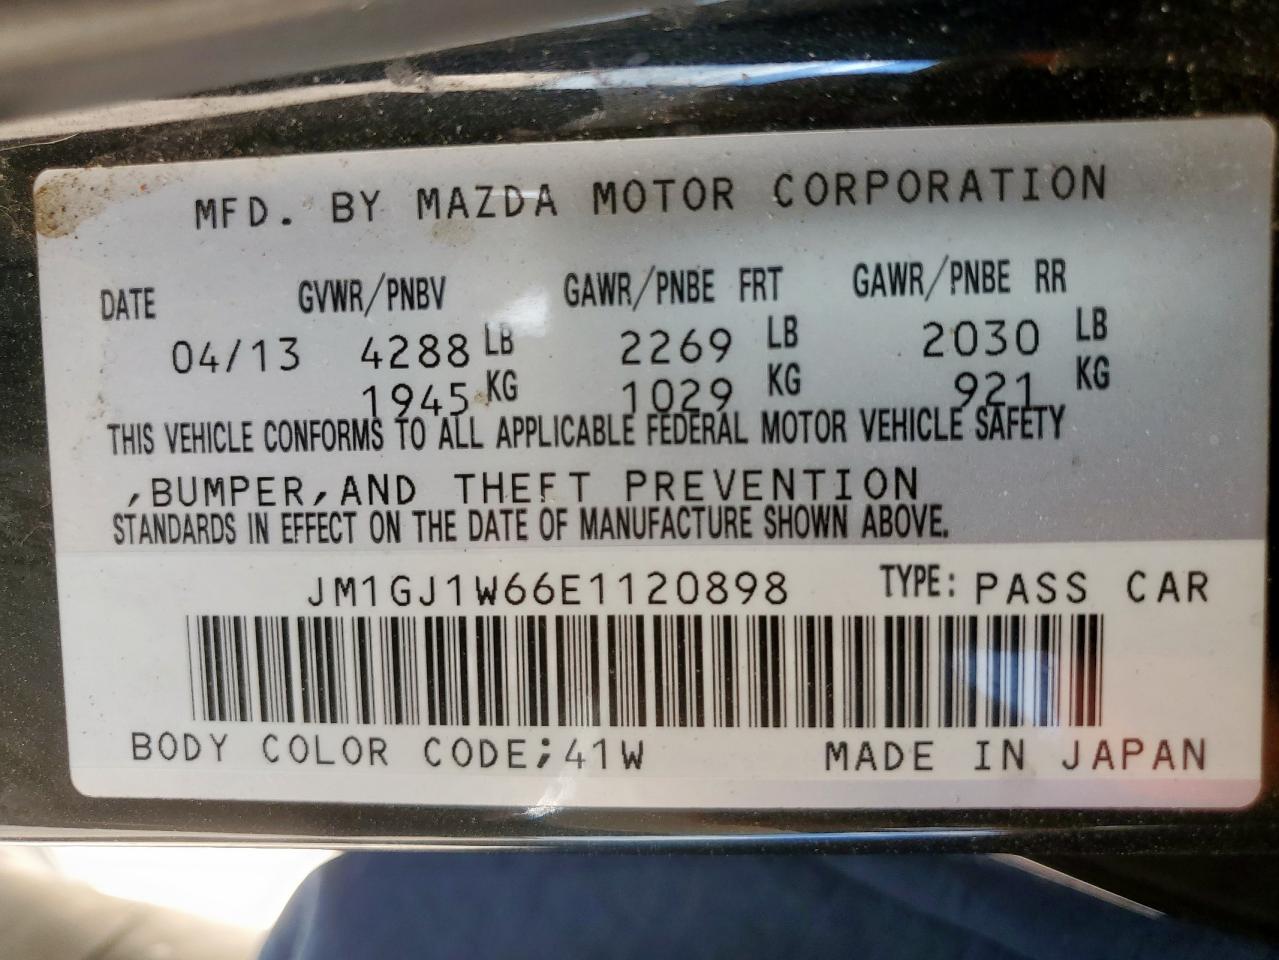 MFD. BY MAZDA MOTOR CORPORATION
DATE GVWR/PNBV GAWR/PNBE FRT GAWR/PNBE RR
04/13 4288 LB 2269 LB 2030 LB
1945 KG 1029 KG 921 KG
THIS VEHICLE CONFORMS TO ALL APPLICABLE FEDERAL MOTOR VEHICLE SAFETY
,BUMPER,AND THEFT PREVENTION
STANDARDS IN EFFECT ON THE DATE OF MANUFACTURE SHOWN ABOVE.
JM1GJ1W66E1120898 TYPE: PASS CAR
BODY COLOR CODE;41W MADE IN JAPAN